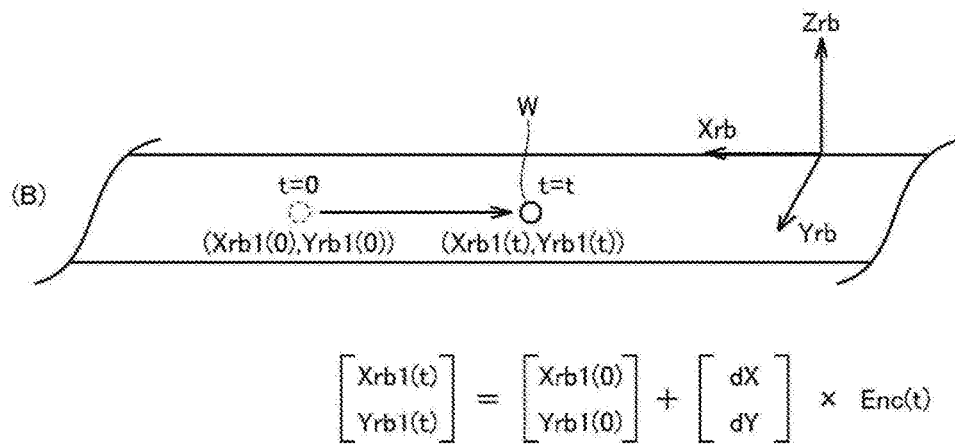 Zrb
W
Xrb
(B)
t=0
t=t
Yrb
(Xrb1(0),Yrb1(0))
(Xrb1(t),Yrb1(t))
[Xrb1(t)] = [Xrb1(0)] + [dX] × Enc(t)
[Yrb1(t)] [Yrb1(0)] [dY]